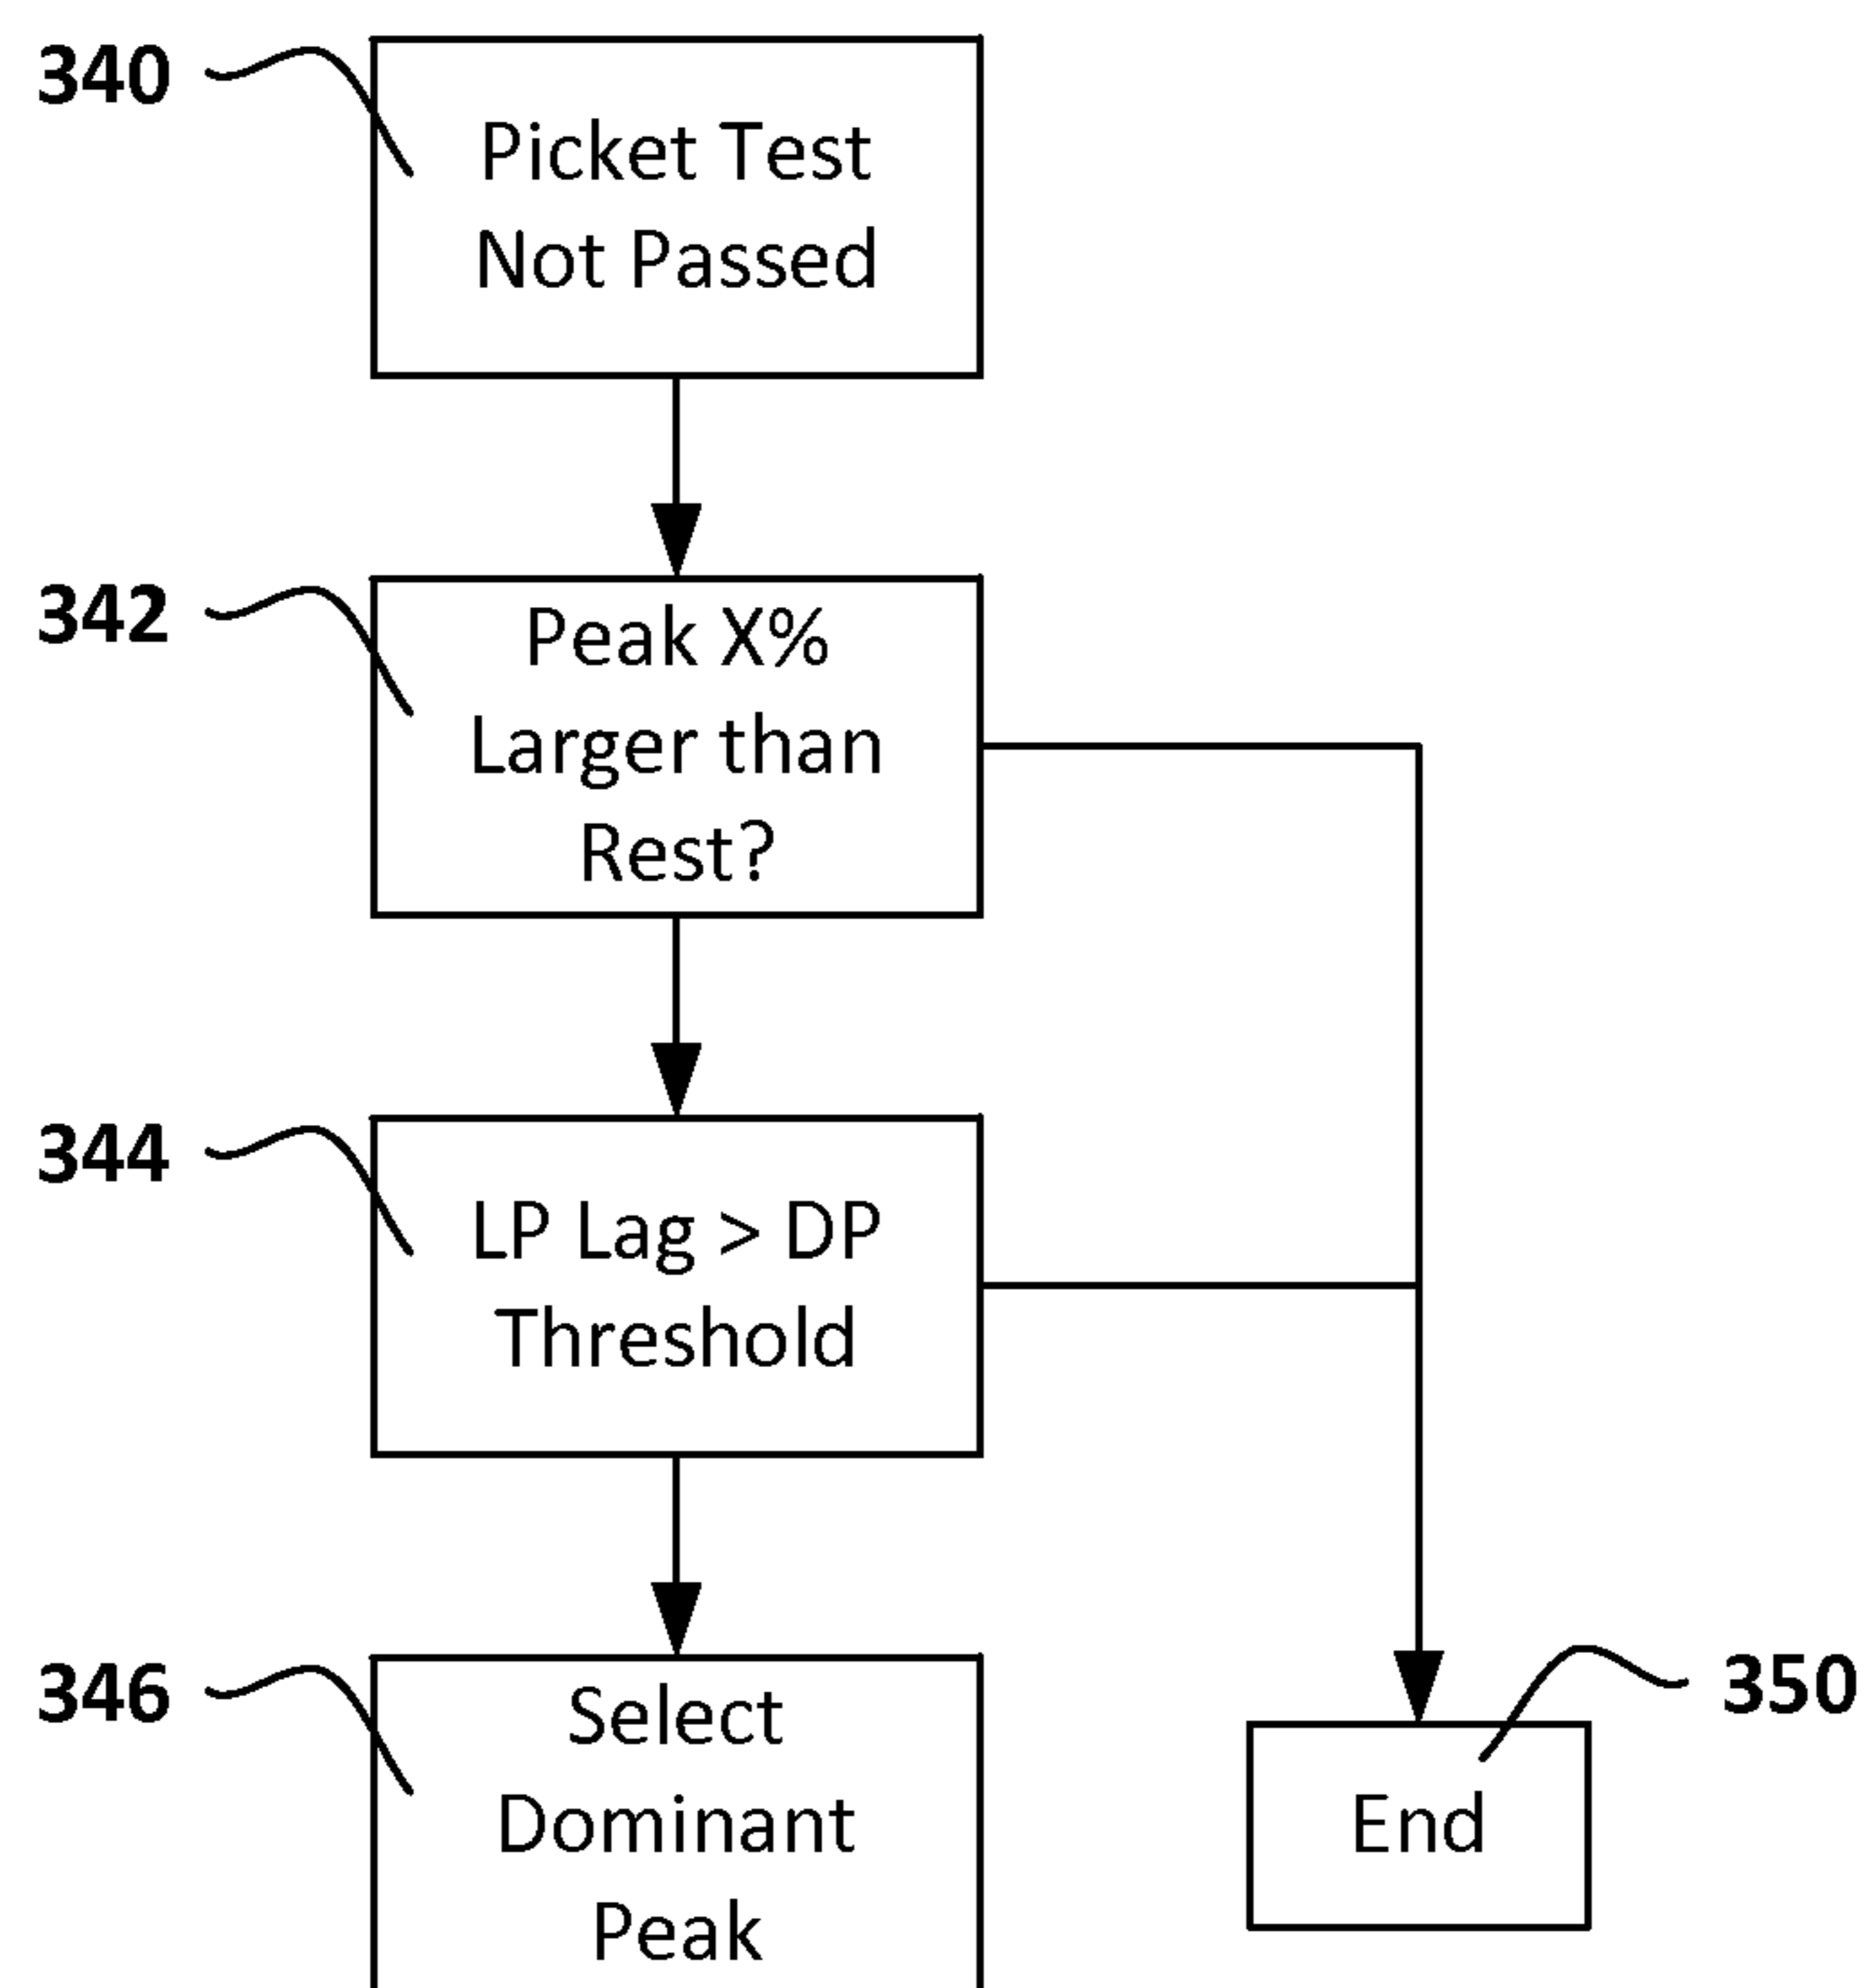 340
Picket Test
Not Passed
342
Peak X%
Larger than
Rest?
344
LP Lag > DP
Threshold
346
Select
Dominant
Peak
350
End